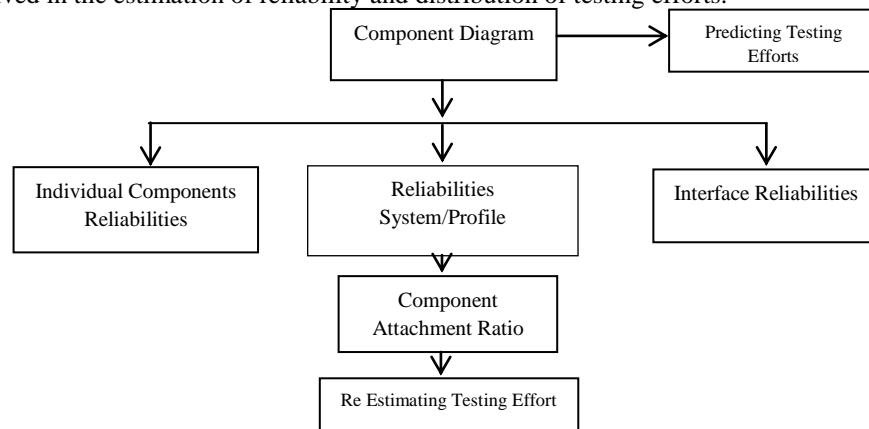 in the estimation of reliability and distribution of testing efforts.
Component Diagram
Predicting Testing
Efforts
Individual Components
Reliabilities
Reliabilities
System/Profile
Interface Reliabilities
Component
Attachment Ratio
Re Estimating Testing Effort